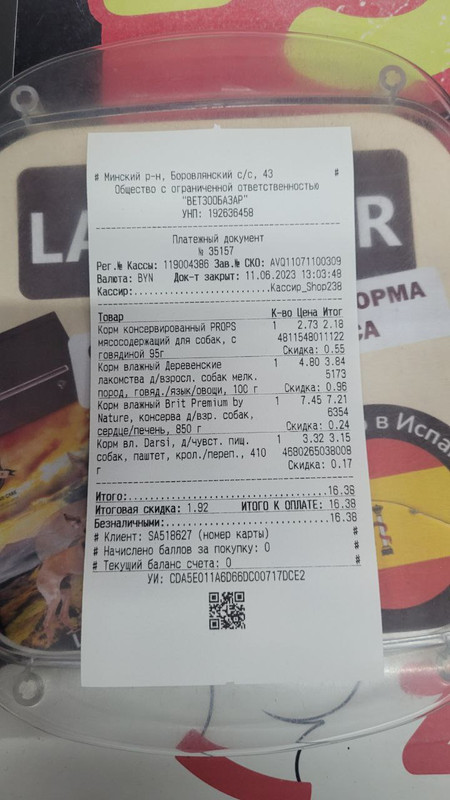 # Минский р-н, Боровлянский с/с, 43 #
Общество с ограниченной ответственностью
"ВЕТЗООБАЗАР"
УНП: 192636458
Платежный документ
№ 35157
Рег.№ Кассы: 119004386 Зав.№ СКО: AVQ11071100309
Валюта: BYN Док-т закрыт: 11.06.2023 13:03:49
Кассир:....................Кассир_Shop238
Товар К-во Цена Итог
Корм консервированный PROPS 1 2.73 2.18
мясосодержащий для собак, с 4811548011122
говядиной 95г Скидка: 0.55
Корм влажный Деревенские 1 4.80 3.84
лакомства д/взросл. собак мелк. 5173
пород, говяд./язык/овощи, 100 г Скидка: 0.96
Корм влажный Brit Premium by 1 7.45 7.21
Nature, консерва д/взр. собак, 6354
сердце/печень, 850 г Скидка: 0.24
Корм вл. Darsi, д/чувст. пищ. 1 3.32 3.15
собак, паштет, крол./переп., 410 4680265038008
г Скидка: 0.17
Итого:..............................16.38
Итоговая скидка: 1.92 ИТОГО К ОПЛАТЕ: 16.38
Безналичными:........................16.38
# Клиент: SA518627 (номер карты) #
# Начислено баллов за покупку: 0 #
# Текущий баланс счета: 0 #
УИ: CDA5E011A6D66DC00717DCE2
LA
R
ОРМА
СА
о в Испа